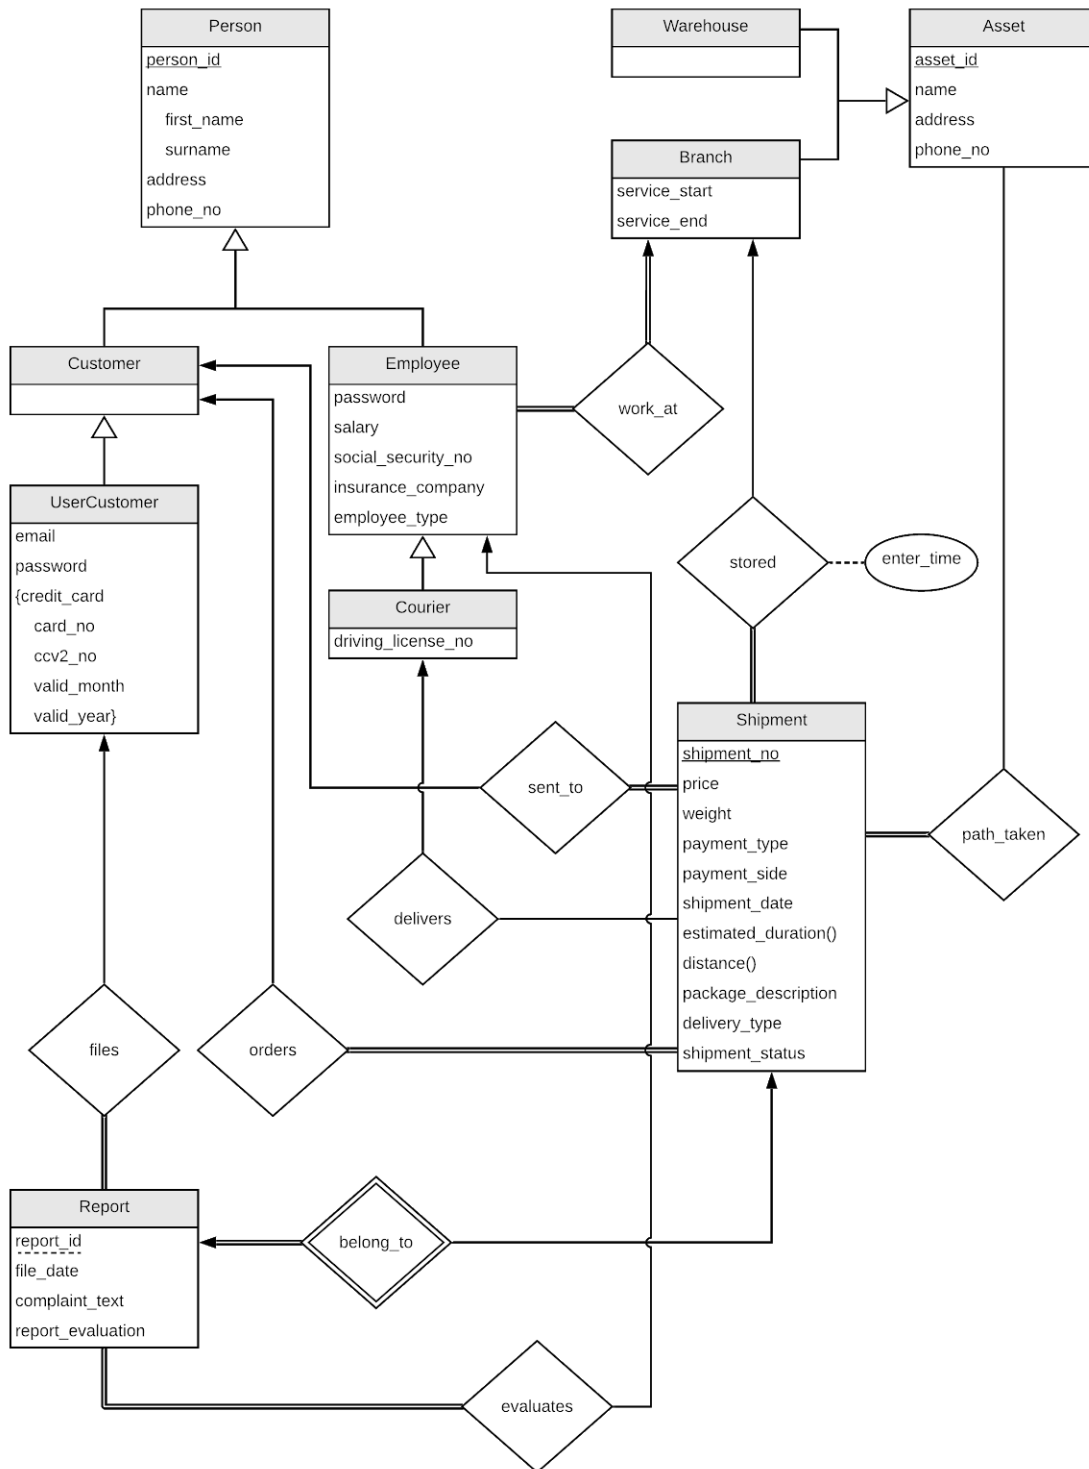 Person
person_id
name
first_name
surname
address
phone_no
Warehouse
Asset
asset_id
name
address
phone_no
Branch
service_start
service_end
Customer
Employee
password
salary
social_security_no
insurance_company
employee_type
work_at
UserCustomer
email
password
{credit_card
card_no
ccv2_no
valid_month
valid_year}
Courier
driving_license_no
stored
enter_time
Shipment
shipment_no
price
weight
payment_type
payment_side
shipment_date
estimated_duration()
distance()
package_description
delivery_type
shipment_status
sent_to
path_taken
delivers
files
orders
Report
report_id
file_date
complaint_text
report_evaluation
belong_to
evaluates